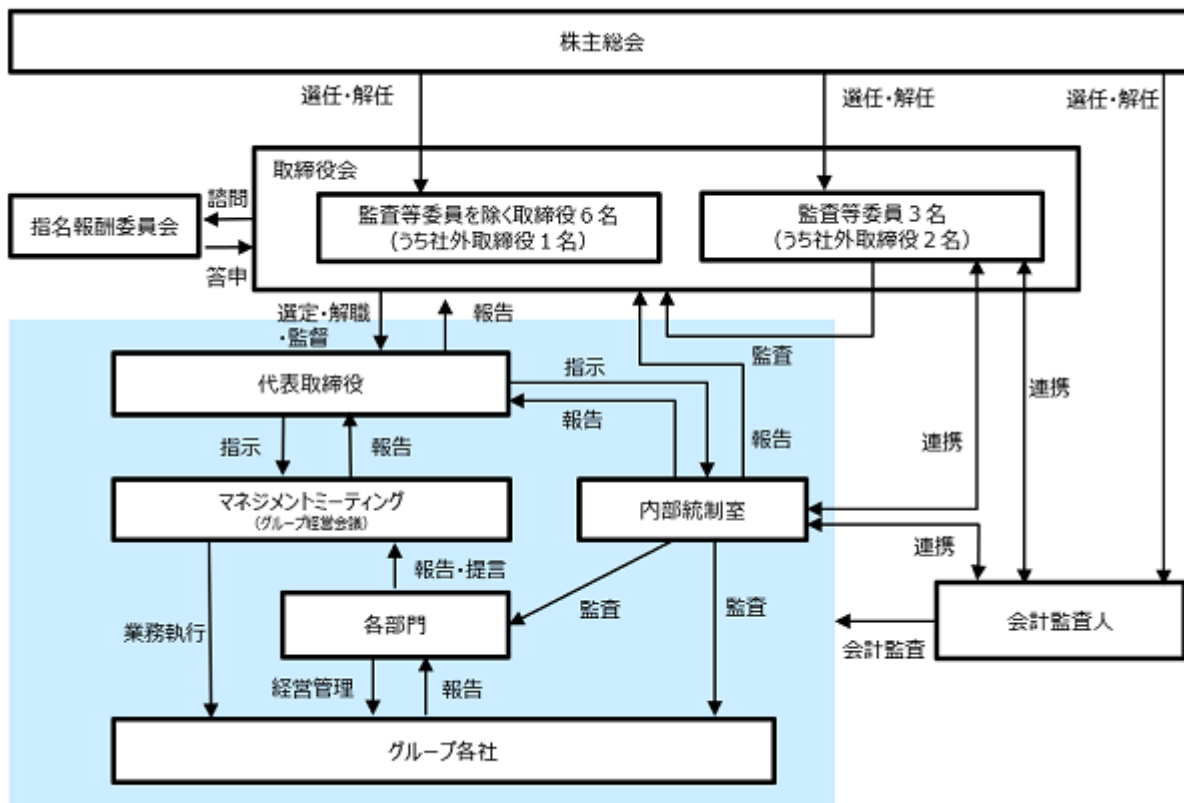 株主総会
選任・解任
選任・解任
選任・解任
取締役会
監査等委員を除く取締役6名
(うち社外取締役1名)
監査等委員3名
(うち社外取締役2名)
諮問
指名報酬委員会
答申
選定・解職
・監督
報告
監査
代表取締役
指示
報告
連携
連携
指示
報告
報告
マネジメントミーティング
(グループ経営会議)
内部統制室
連携
報告・提言
監査
監査
各部門
業務執行
会計監査人
会計監査
経営管理
報告
グループ各社